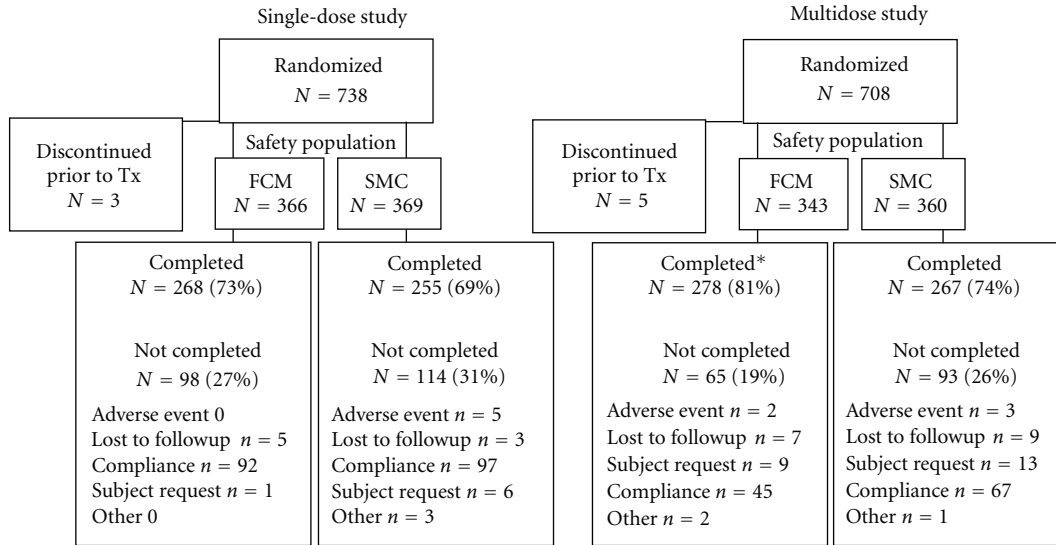 Single-dose study
Randomized
N = 738
Discontinued
prior to Tx
N = 3
Safety population
FCM
N = 366
SMC
N = 369
Completed
N = 268 (73%)
Not completed
N = 98 (27%)
Adverse event 0
Lost to followup n = 5
Compliance n = 92
Subject request n = 1
Other 0
Completed
N = 255 (69%)
Not completed
N = 114 (31%)
Adverse event n = 5
Lost to followup n = 3
Compliance n = 97
Subject request n = 6
Other n = 3
Multidose study
Randomized
N = 708
Discontinued
prior to Tx
N = 5
Safety population
FCM
N = 343
SMC
N = 360
Completed*
N = 278 (81%)
Not completed
N = 65 (19%)
Adverse event n = 2
Lost to followup n = 7
Subject request n = 9
Compliance n = 45
Other n = 2
Completed
N = 267 (74%)
Not completed
N = 93 (26%)
Adverse event n = 3
Lost to followup n = 9
Subject request n = 13
Compliance n = 67
Other n = 1